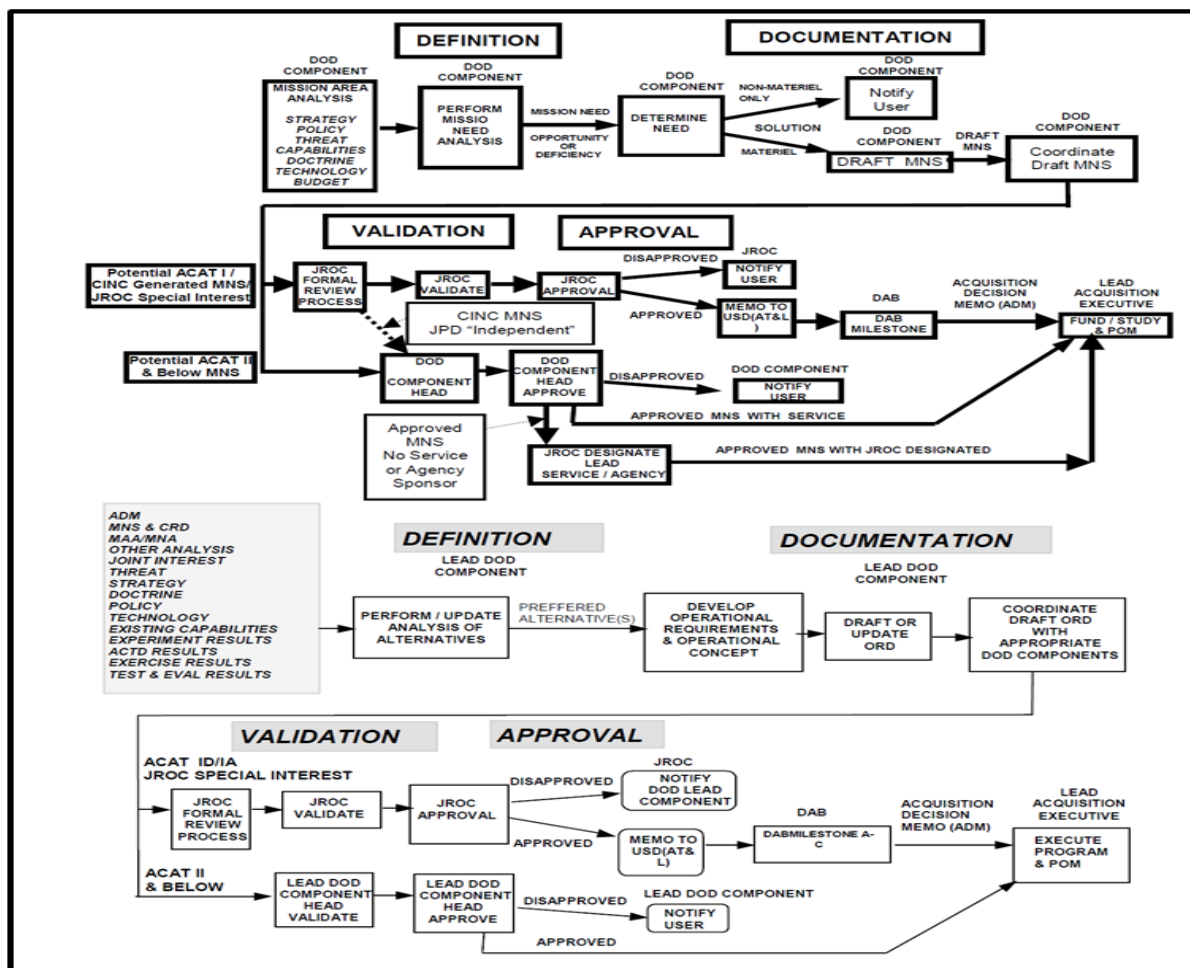 DEFINITION
DOCUMENTATION
DOD
COMPONENT
MISSION AREA
ANALYSIS
STRATEGY
POLICY
THREAT
CAPABILITIES
DOCTRINE
TECHNOLOGY
BUDGET
DOD
COMPONENT
PERFORM
MISSIO
NEED
ANALYSIS
MISSION NEED
OPPORTUNITY
OR
DEFICIENCY
DOD
COMPONENT
DETERMINE
NEED
NON-MATERIEL
ONLY
SOLUTION
MATERIEL
DOD
COMPONENT
Notify
User
DOD
COMPONENT
DRAFT MNS
DRAFT
MNS
DOD
COMPONENT
Coordinate
Draft MNS
VALIDATION
APPROVAL
Potential ACAT I /
CINC Generated MNS/
JROC Special Interest
JROC
FORMAL
REVIEW
PROCESS
JROC
VALIDATE
JROC
APPROVAL
DISAPPROVED
JROC
NOTIFY
USER
APPROVED
MEMO TO
USD(AT&L
)
DAB
DAB
MILESTONE
ACQUISITION
DECISION
MEMO (ADM)
LEAD
ACQUISITION
EXECUTIVE
FUND / STUDY
& POM
CINC MNS
JPD “Independent”
Potential ACAT II
& Below MNS
DOD
COMPONENT
HEAD
DOD
COMPONENT
HEAD
APPROVE
DISAPPROVED
DOD COMPONENT
NOTIFY
USER
APPROVED MNS WITH SERVICE
Approved
MNS
No Service
or Agency
Sponsor
JROC DESIGNATE
LEAD
SERVICE / AGENCY
APPROVED MNS WITH JROC DESIGNATED
ADM
MNS & CRD
MAA/MNA
OTHER ANALYSIS
JOINT INTEREST
THREAT
STRATEGY
DOCTRINE
POLICY
TECHNOLOGY
EXISTING CAPABILITIES
EXPERIMENT RESULTS
ACTD RESULTS
EXERCISE RESULTS
TEST & EVAL RESULTS
DEFINITION
LEAD DOD
COMPONENT
PERFORM / UPDATE
ANALYSIS OF
ALTERNATIVES
PREFFERED
ALTERNATIVE(S)
DEVELOP
OPERATIONAL
REQUIREMENTS
& OPERATIONAL
CONCEPT
DOCUMENTATION
LEAD DOD
COMPONENT
DRAFT OR
UPDATE
ORD
COORDINATE
DRAFT ORD
WITH
APPROPRIATE
DOD COMPONENTS
VALIDATION
APPROVAL
ACAT ID/IA
JROC SPECIAL INTEREST
JROC
FORMAL
REVIEW
PROCESS
JROC
VALIDATE
JROC
APPROVAL
DISAPPROVED
JROC
NOTIFY
DOD LEAD
COMPONENT
APPROVED
MEMO TO
USD(AT&
L)
DAB
DABMILESTONE A-
C
ACQUISITION
DECISION
MEMO (ADM)
LEAD
ACQUISITION
EXECUTIVE
EXECUTE
PROGRAM
& POM
ACAT II
& BELOW
LEAD DOD
COMPONENT
HEAD
VALIDATE
LEAD DOD
COMPONENT
HEAD
APPROVE
DISAPPROVED
LEAD DOD COMPONENT
NOTIFY
USER
APPROVED